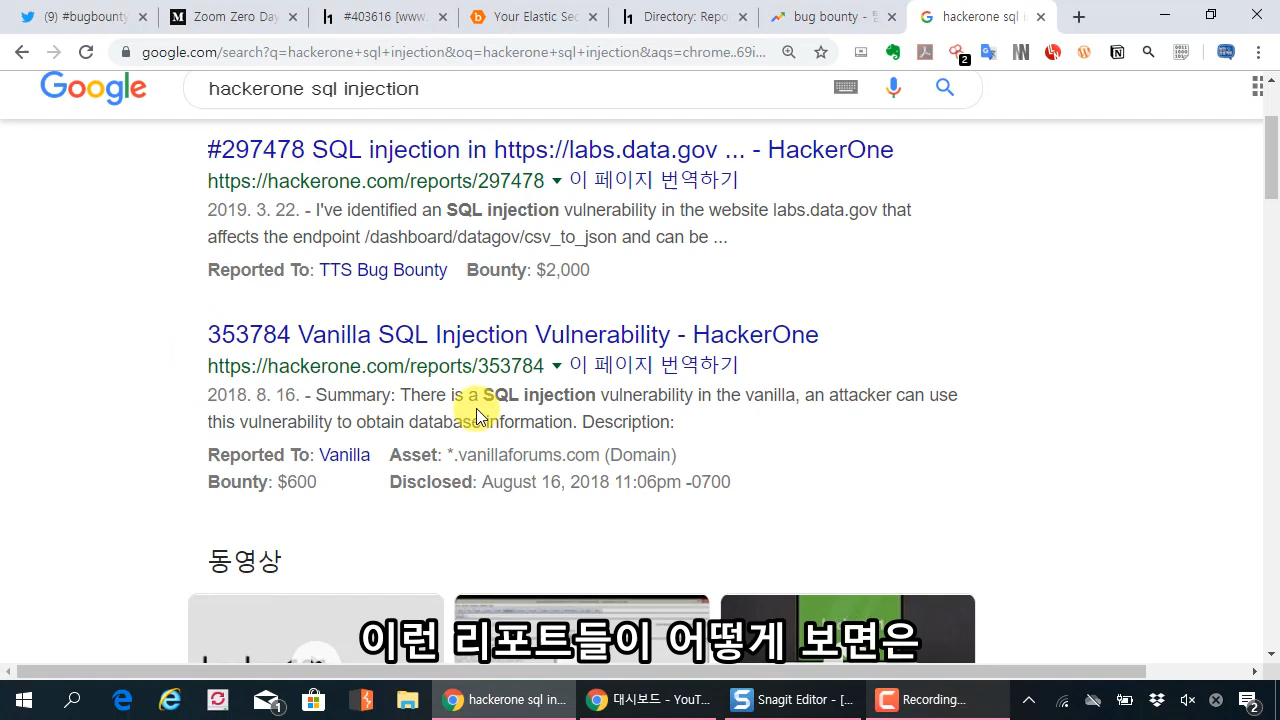 (9) #bugbounty
Zoom Zero Day
#403616 [www.
Your Elastic Sec
Directory: Repo
bug bounty -
hackerone sql i
google.com/search?q=hackerone+sql+injection&oq=hackerone+sql+injection&aqs=chrome..69i...
2
Google
hackerone sql injection
#297478 SQL injection in https://labs.data.gov ... - HackerOne
https://hackerone.com/reports/297478 이 페이지 번역하기
2019. 3. 22. - I've identified an SQL injection vulnerability in the website labs.data.gov that
affects the endpoint /dashboard/datagov/csv_to_json and can be ...
Reported To: TTS Bug Bounty Bounty: $2,000
353784 Vanilla SQL Injection Vulnerability - HackerOne
https://hackerone.com/reports/353784 이 페이지 번역하기
2018. 8. 16. - Summary: There is a SQL injection vulnerability in the vanilla, an attacker can use
this vulnerability to obtain database information. Description:
Reported To: Vanilla Asset: *.vanillaforums.com (Domain)
Bounty: $600 Disclosed: August 16, 2018 11:06pm -0700
동영상
이런 리포트들이 어떻게 보면은
1
hackerone sql in...
대시보드 - YouT...
Snagit Editor - [...
Recording...
2